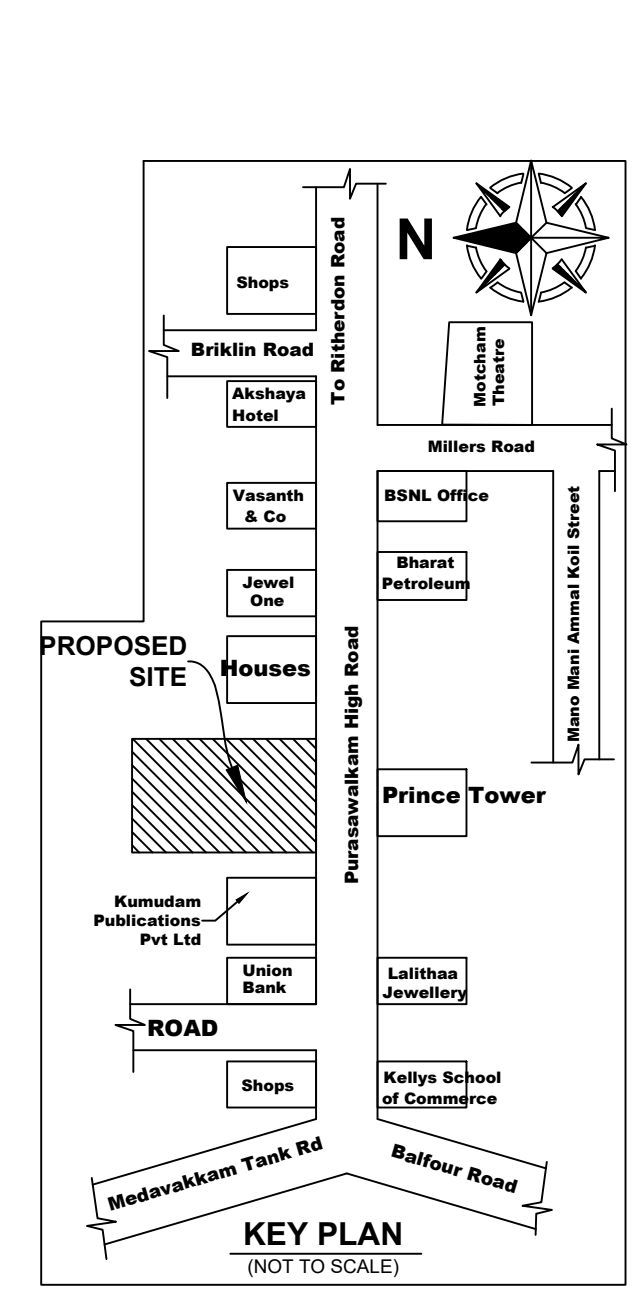 N
To Ritherdon Road
Shops
Briklin Road
Motcham
Theatre
Akshaya
Hotel
Millers Road
Vasanth
& Co
BSNL Office
Mano Mani Ammal Koil Street
Bharat
Petroleum
Jewel
One
PROPOSED
SITE
Houses
Purasawalkam High Road
Prince Tower
Kumudam
Publications
Pvt Ltd
Union
Bank
Lalithaa
Jewellery
ROAD
Shops
Kellys School
of Commerce
Medavakkam Tank Rd
Balfour Road
KEY PLAN
(NOT TO SCALE)